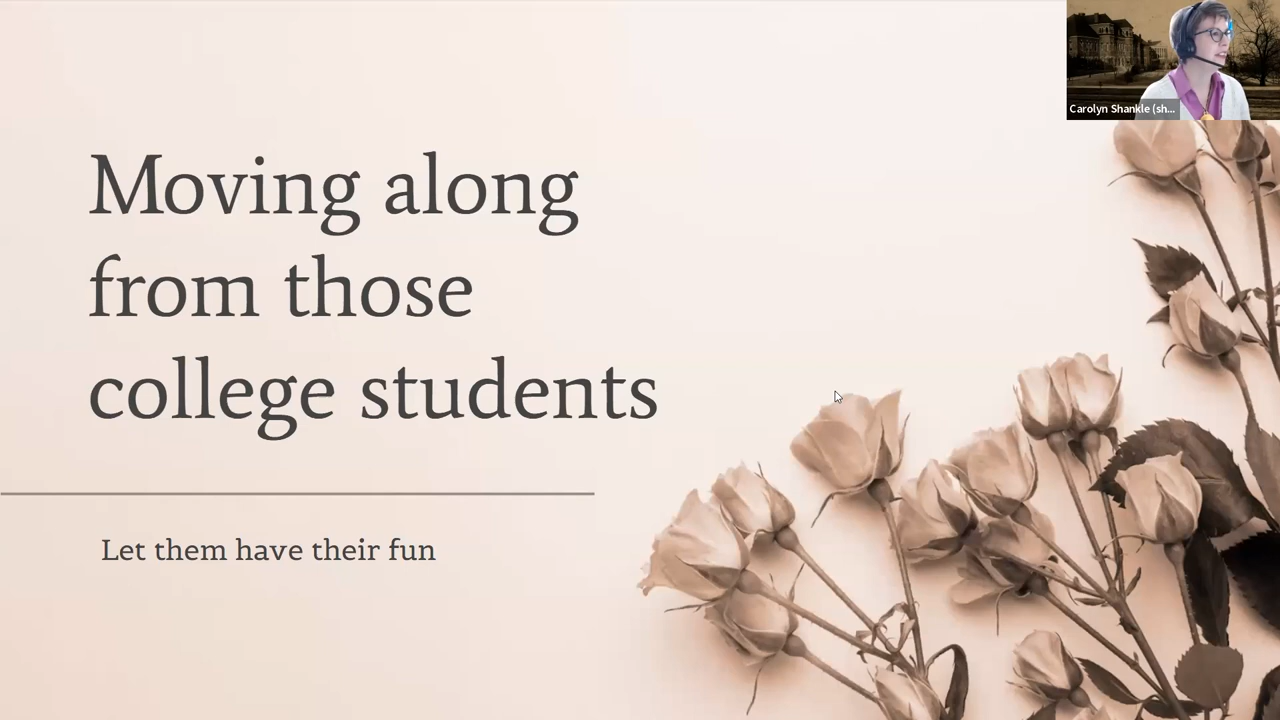 Carolyn Shankle (sh...
Moving along
from those
college students
Let them have their fun